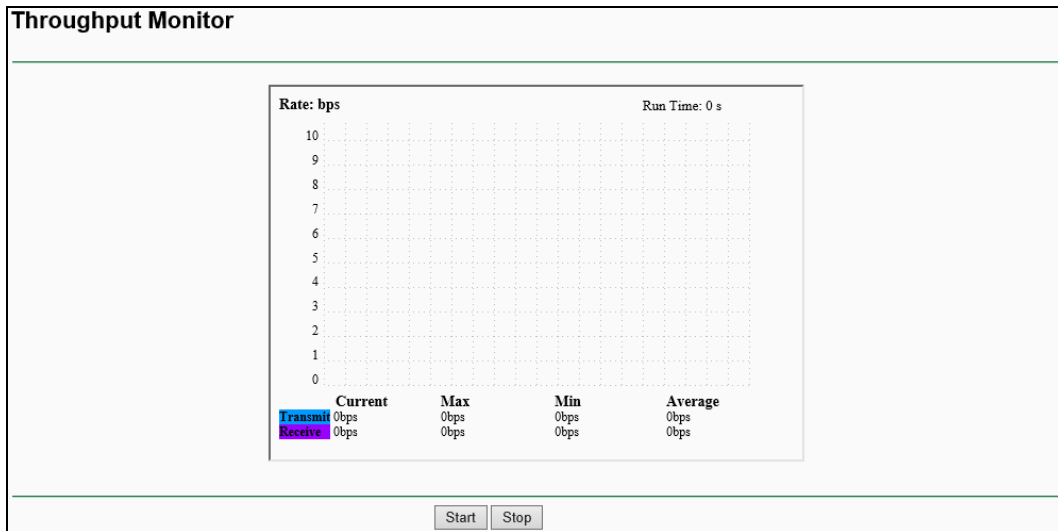 Throughput Monitor
Rate: bps Run Time: 0 s
10
9
8
7
6
5
4
3
2
1
0
Current Max Min Average
Transmit 0bps 0bps 0bps 0bps
Receive 0bps 0bps 0bps 0bps
Start Stop